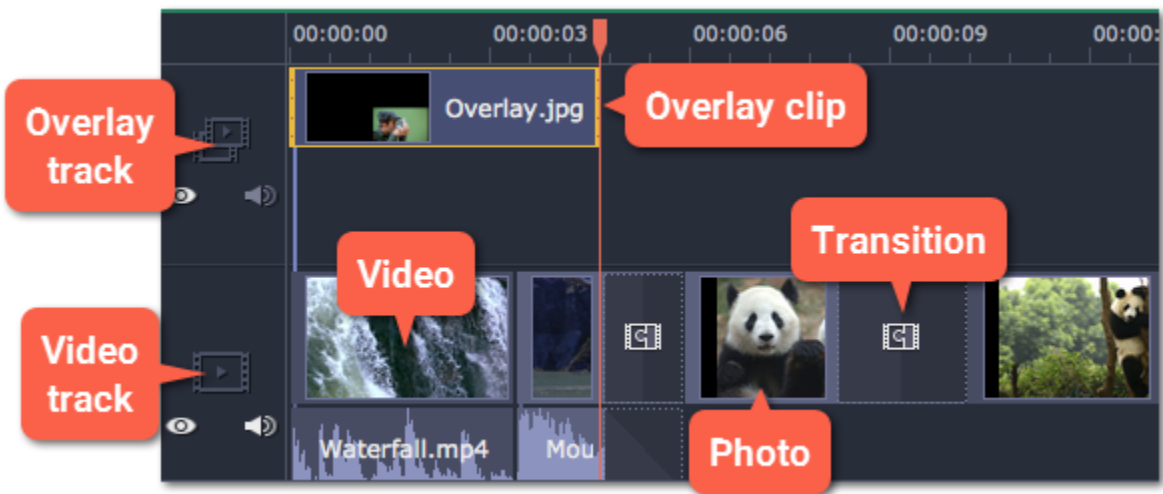 00:00:00 00:00:03 00:00:06 00:00:09 00:00:
Overlay.jpg
Overlay clip
Overlay
track
Transition
Video
Video
track
Waterfall.mp4
Mou
Photo